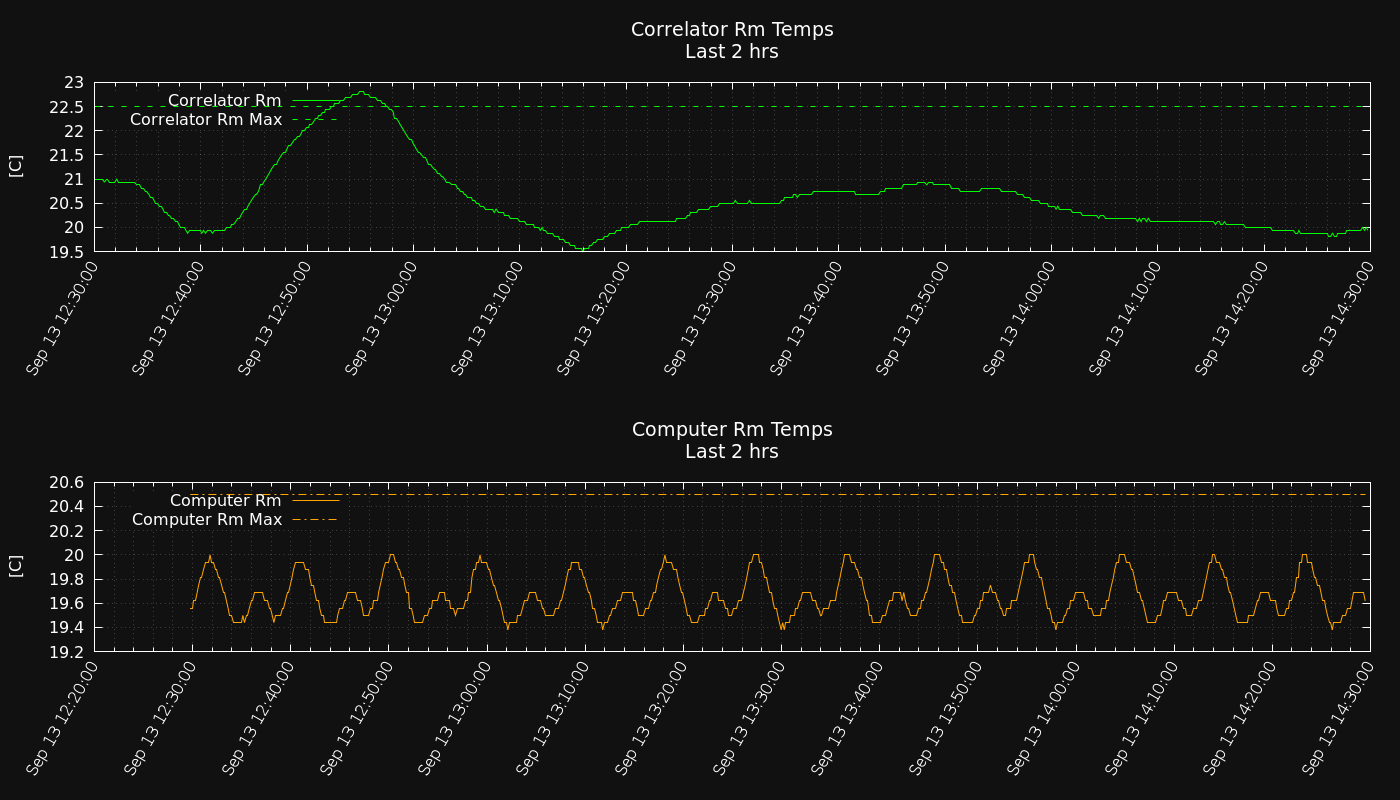 Correlator Rm Temps
Last 2 hrs
23
22.5
22
21.5
21
20.5
20
19.5
[C]
Correlator Rm
Correlator Rm Max
Sep 13 12:30:00
Sep 13 12:40:00
Sep 13 12:50:00
Sep 13 13:00:00
Sep 13 13:10:00
Sep 13 13:20:00
Sep 13 13:30:00
Sep 13 13:40:00
Sep 13 13:50:00
Sep 13 14:00:00
Sep 13 14:10:00
Sep 13 14:20:00
Sep 13 14:30:00
Computer Rm Temps
Last 2 hrs
20.6
20.4
20.2
20
19.8
19.6
19.4
19.2
[C]
Computer Rm
Computer Rm Max
Sep 13 12:20:00
Sep 13 12:30:00
Sep 13 12:40:00
Sep 13 12:50:00
Sep 13 13:00:00
Sep 13 13:10:00
Sep 13 13:20:00
Sep 13 13:30:00
Sep 13 13:40:00
Sep 13 13:50:00
Sep 13 14:00:00
Sep 13 14:10:00
Sep 13 14:20:00
Sep 13 14:30:00